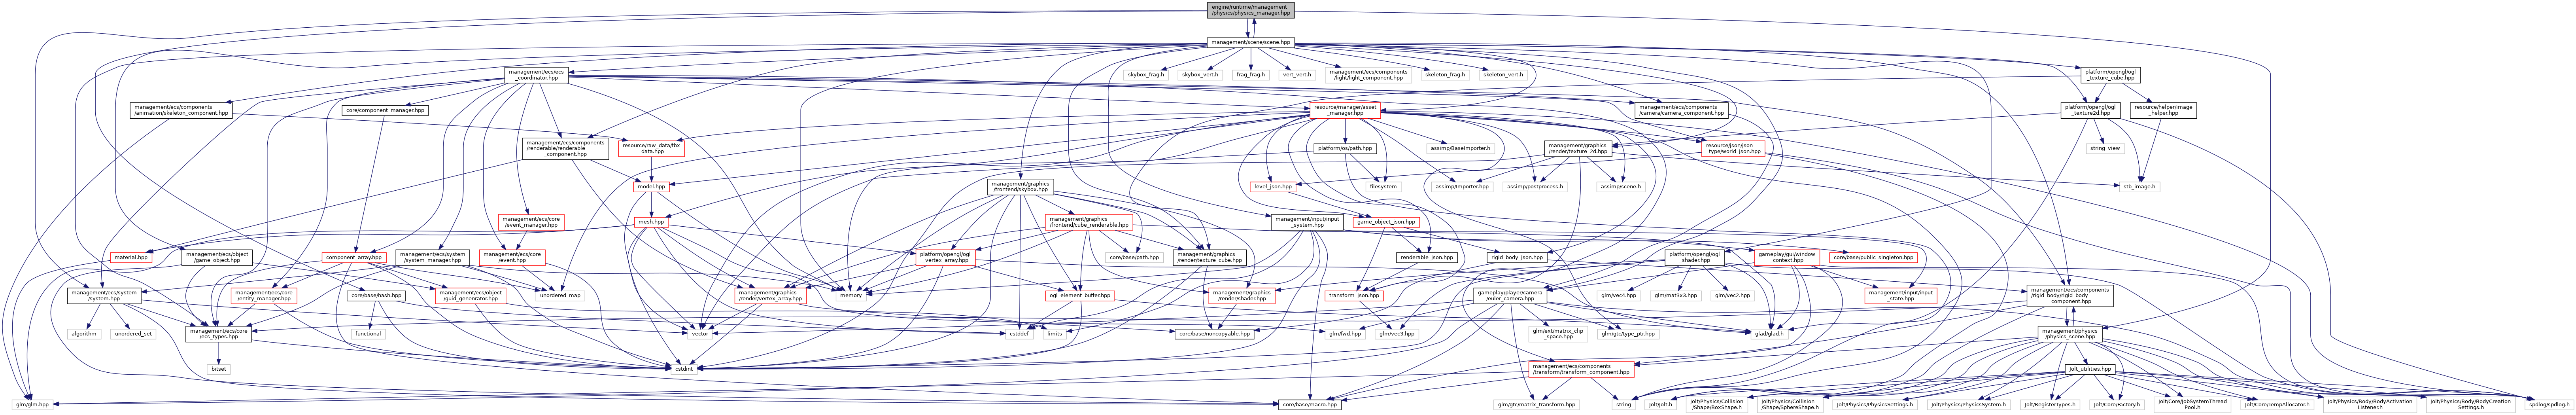 engine/runtime/management
/physics/physics_manager.hpp
management/scene/scene.hpp
management/ecs/ecs
_coordinator.hpp
skybox_frag.h
skybox_vert.h
frag_frag.h
vert_vert.h
management/ecs/components
/light/light_component.hpp
skeleton_frag.h
skeleton_vert.h
platform/opengl/ogl
_texture_cube.hpp
management/ecs/components
/animation/skeleton_component.hpp
core/component_manager.hpp
resource/manager/asset
_manager.hpp
management/ecs/components
/camera/camera_component.hpp
platform/opengl/ogl
_texture2d.hpp
resource/helper/image
_helper.hpp
management/ecs/components
/renderable/renderable
_component.hpp
resource/raw_data/fbx
_data.hpp
platform/os/path.hpp
assimp/BaseImporter.h
management/graphics
/render/texture_2d.hpp
resource/json/json
_type/world_json.hpp
string_view
model.hpp
management/graphics
/frontend/skybox.hpp
level_json.hpp
filesystem
assimp/Importer.hpp
assimp/postprocess.h
assimp/scene.h
stb_image.h
management/ecs/core
/event_manager.hpp
mesh.hpp
management/graphics
/frontend/cube_renderable.hpp
management/input/input
_system.hpp
game_object_json.hpp
material.hpp
management/ecs/object
/game_object.hpp
component_array.hpp
management/ecs/system
/system_manager.hpp
management/ecs/core
/event.hpp
platform/opengl/ogl
_vertex_array.hpp
core/base/path.hpp
management/graphics
/render/texture_cube.hpp
renderable_json.hpp
rigid_body_json.hpp
platform/opengl/ogl
_shader.hpp
gameplay/gui/window
_context.hpp
core/base/public_singleton.hpp
management/ecs/system
/system.hpp
core/base/hash.hpp
management/ecs/core
/entity_manager.hpp
management/ecs/object
/guid_generator.hpp
unordered_map
management/graphics
/render/vertex_array.hpp
memory
ogl_element_buffer.hpp
management/graphics
/render/shader.hpp
transform_json.hpp
gameplay/player/camera
/euler_camera.hpp
glm/vec4.hpp
glm/mat3x3.hpp
glm/vec2.hpp
management/input/input
_state.hpp
management/ecs/components
/rigid_body/rigid_body
_component.hpp
algorithm
unordered_set
management/ecs/core
/ecs_types.hpp
functional
vector
cstddef
limits
core/base/noncopyable.hpp
glm/fwd.hpp
glm/vec3.hpp
glm/ext/matrix_clip
_space.hpp
glm/gtc/type_ptr.hpp
glad/glad.h
management/physics
/physics_scene.hpp
bitset
cstdint
management/ecs/components
/transform/transform_component.hpp
Jolt_utilities.hpp
glm/glm.hpp
core/base/macro.hpp
glm/gtc/matrix_transform.hpp
string
Jolt/Jolt.h
Jolt/Physics/Collision
/Shape/BoxShape.h
Jolt/Physics/Collision
/Shape/SphereShape.h
Jolt/Physics/PhysicsSettings.h
Jolt/Physics/PhysicsSystem.h
Jolt/RegisterTypes.h
Jolt/Core/Factory.h
Jolt/Core/JobSystemThread
Pool.h
Jolt/Core/TempAllocator.h
Jolt/Physics/Body/BodyActivation
Listener.h
Jolt/Physics/Body/BodyCreation
Settings.h
spdlog/spdlog.h